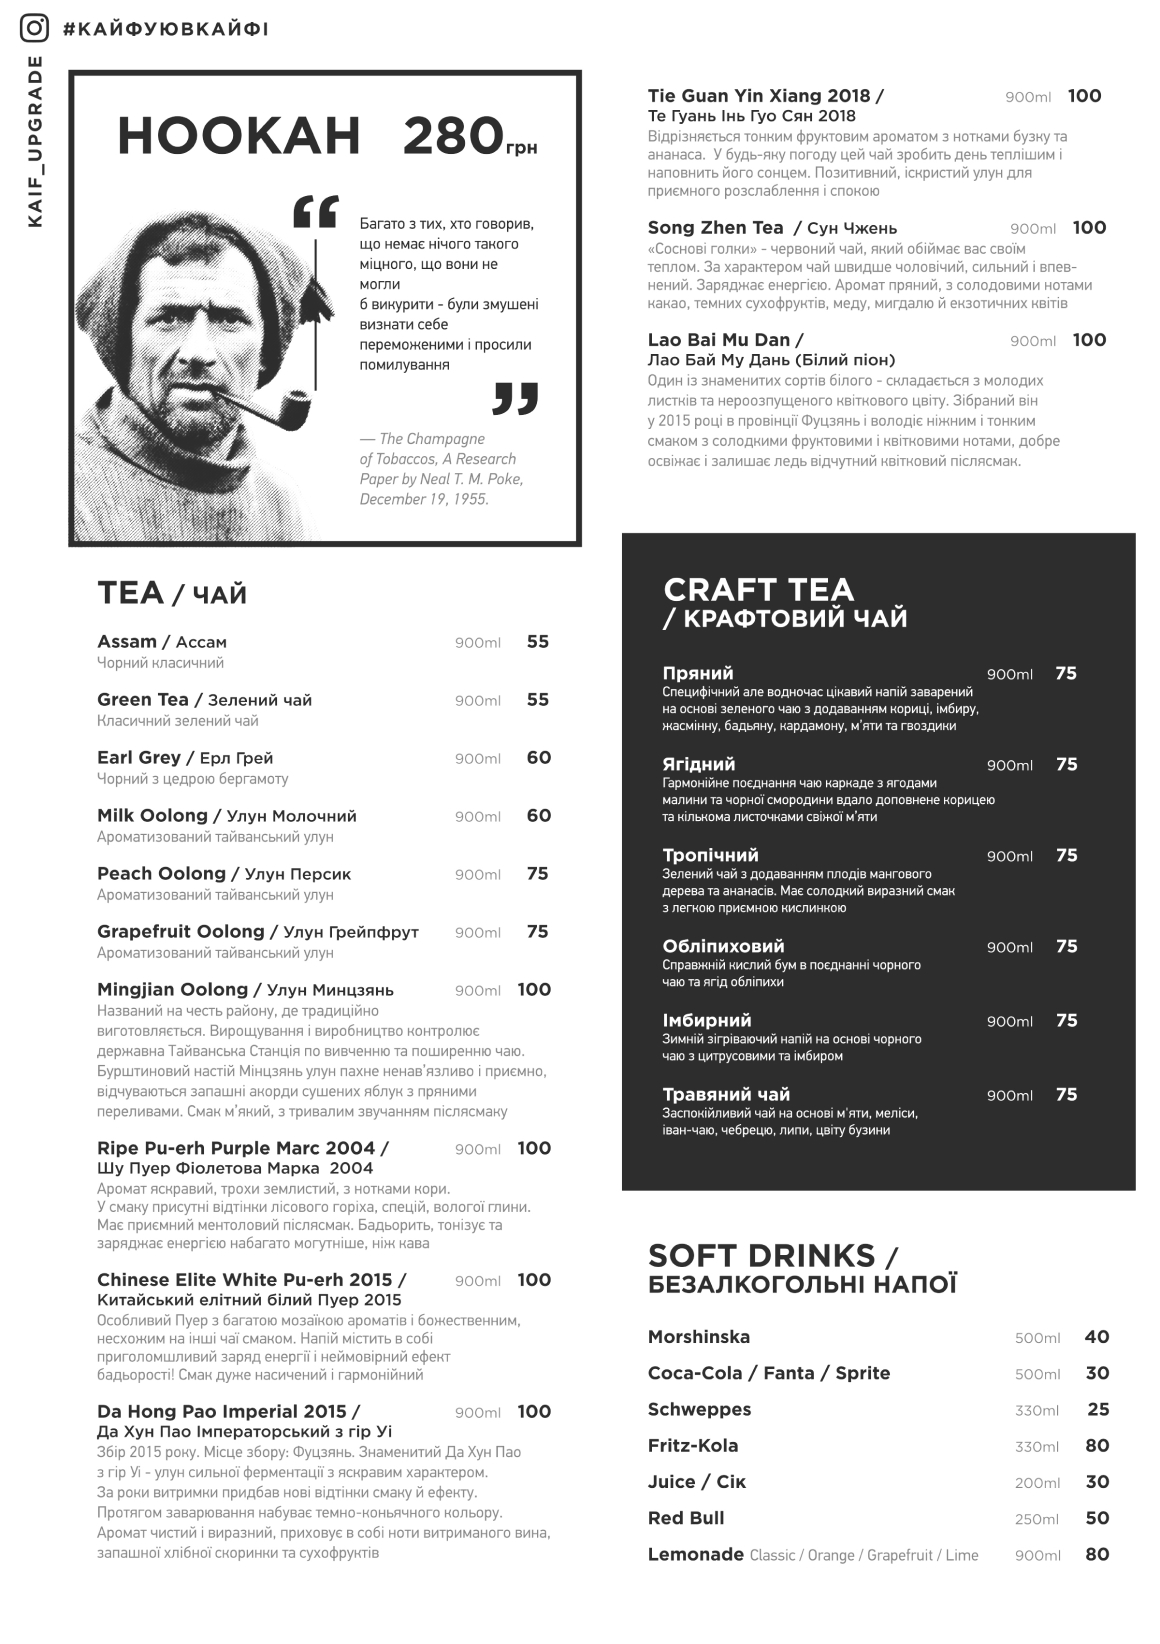 #КАЙФУЮВКАЙФІ
KAIF_UPGRADE
HOOKAH 280грн
“
Багато з тих, хто говорив,
що немає нічого такого
міцного, що вони не
могли
б викурити - були змушені
визнати себе
переможеними і просили
помилування
”
— The Champagne
of Tobaccos, A Research
Paper by Neal T. M. Poke,
December 19, 1955.
TEA / ЧАЙ
Assam / Ассам 900ml 55
Чорний класичний
Green Tea / Зелений чай 900ml 55
Класичний зелений чай
Earl Grey / Ерл Грей 900ml 60
Чорний з цедрою бергамоту
Milk Oolong / Улун Молочний 900ml 60
Ароматизований тайванський улун
Peach Oolong / Улун Персик 900ml 75
Ароматизований тайванський улун
Grapefruit Oolong / Улун Грейпфрут 900ml 75
Ароматизований тайванський улун
Mingjian Oolong / Улун Минцзянь 900ml 100
Названий на честь району, де традиційно
виготовляється. Вирощування і виробництво контролює
державна Тайванська Станція по вивченню та поширенню чаю.
Бурштиновий настій Мінцзянь улун пахне ненав’язливо і приємно,
відчуваються запашні акорди сушених яблук з пряними
переливами. Смак м’який, з тривалим звучанням післясмаку
Ripe Pu-erh Purple Marc 2004 / 900ml 100
Шу Пуер Фіолетова Марка 2004
Аромат яскравий, трохи землистий, з нотками кори.
У смаку присутні відтінки лісового горіха, спецій, вологої глини.
Має приємний ментоловий післясмак. Бадьорить, тонізує та
заряджає енергією набагато могутніше, ніж кава
Chinese Elite White Pu-erh 2015 / 900ml 100
Китайський елітний білий Пуер 2015
Особливий Пуер з багатою мозаїкою ароматів і божественним,
несхожим на інші чаї смаком. Напій містить в собі
приголомшливий заряд енергії і неймовірний ефект
бадьорості! Смак дуже насичений і гармонійний
Da Hong Pao Imperial 2015 / 900ml 100
Да Хун Пао Імператорський з гір Уі
Збір 2015 року. Місце збору: Фуцзянь. Знаменитий Да Хун Пао
з гір Уі - улун сильної ферментації з яскравим характером.
За роки витримки придбав нові відтінки смаку й ефекту.
Протягом заварювання набуває темно-коньячного кольору.
Аромат чистий і виразний, приховує в собі ноти витриманого вина,
запашної хлібної скоринки та сухофруктів
Tie Guan Yin Xiang 2018 / 900ml 100
Те Гуань Інь Гуо Сян 2018
Відрізняється тонким фруктовим ароматом з нотками бузку та
ананаса. У будь-яку погоду цей чай зробить день теплішим і
наповнить його сонцем. Позитивний, іскристий улун для
приємного розслаблення і спокою
Song Zhen Tea / Сун Чжень 900ml 100
«Соснові голки» - червоний чай, який обіймає вас своїм
теплом. За характером чай швидше чоловічий, сильний і впев-
нений. Заряджає енергією. Аромат пряний, з солодовими нотами
какао, темних сухофруктів, меду, мигдалю й екзотичних квітів
Lao Bai Mu Dan / 900ml 100
Лао Бай Му Дань (Білий піон)
Один із знаменитих сортів білого - складається з молодих
листків та нероозпущеного квіткового цвіту. Зібраний він
у 2015 році в провінції Фуцзянь і володіє ніжним і тонким
смаком з солодкими фруктовими і квітковими нотами, добре
освіжає і залишає ледь відчутний квітковий післясмак.
CRAFT TEA
/ КРАФТОВИЙ ЧАЙ
Пряний 900ml 75
Специфічний але водночас цікавий напій заварений
на основі зеленого чаю з додаванням кориці, імбиру,
жасмінну, бадьяну, кардамону, м’яти та гвоздики
Ягідний 900ml 75
Гармонійне поєднання чаю каркаде з ягодами
малини та чорної смородини вдало доповнене корицею
та кількома листочками свіжої м’яти
Тропічний 900ml 75
Зелений чай з додаванням плодів мангового
дерева та ананасів. Має солодкий виразний смак
з легкою приємною кислинкою
Обліпиховий 900ml 75
Справжній кислий бум в поєднанні чорного
чаю та ягід обліпихи
Імбирний 900ml 75
Зимній зігріваючий напій на основі чорного
чаю з цитрусовими та імбиром
Травяний чай 900ml 75
Заспокійливий чай на основі м'яти, меліси,
іван-чаю, чебрецю, липи, цвіту бузини
SOFT DRINKS /
БЕЗАЛКОГОЛЬНІ НАПОЇ
Morshinska 500ml 40
Coca-Cola / Fanta / Sprite 500ml 30
Schweppes 330ml 25
Fritz-Kola 330ml 80
Juice / Сік 200ml 30
Red Bull 250ml 50
Lemonade Classic / Orange / Grapefruit / Lime 900ml 80